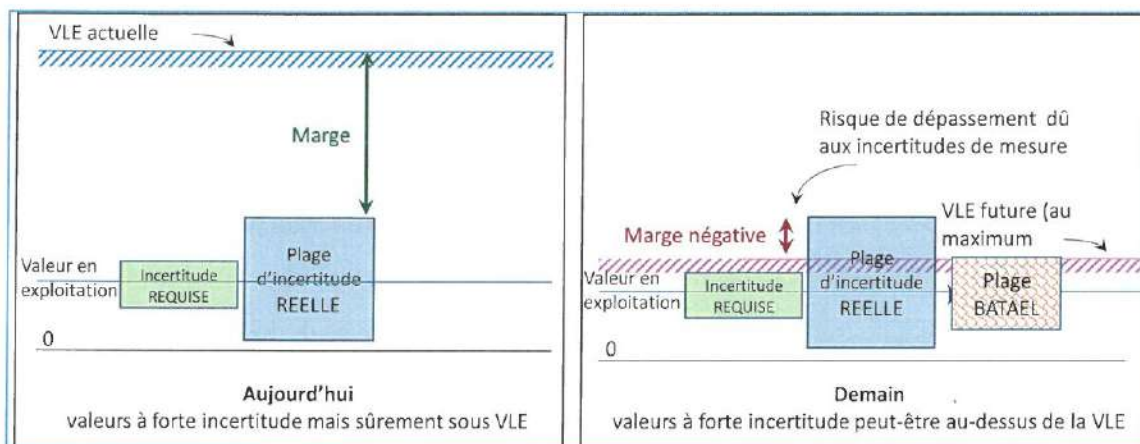 VLE actuelle
Marge
Valeur en
exploitation
Incertitude
REQUISE
Plage
d'incertitude
REELLE
0
Aujourd'hui
valeurs à forte incertitude mais sûrement sous VLE
Risque de dépassement dû
aux incertitudes de mesure
VLE future (au
maximum
Marge négative
Valeur en
exploitation
Incertitude
REQUISE
Plage
d'incertitude
REELLE
Plage
BATAEL
0
Demain
valeurs à forte incertitude peut-être au-dessus de la VLE